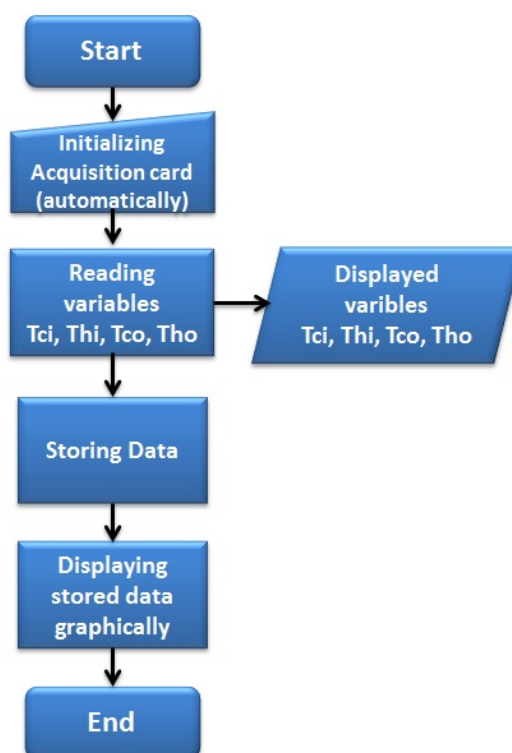 Start
Initializing
Acquisition card
(automatically)
Reading
variables
Tci, Thi, Tco, Tho
Displayed
varibles
Tci, Thi, Tco, Tho
Storing Data
Displaying
stored data
graphically
End